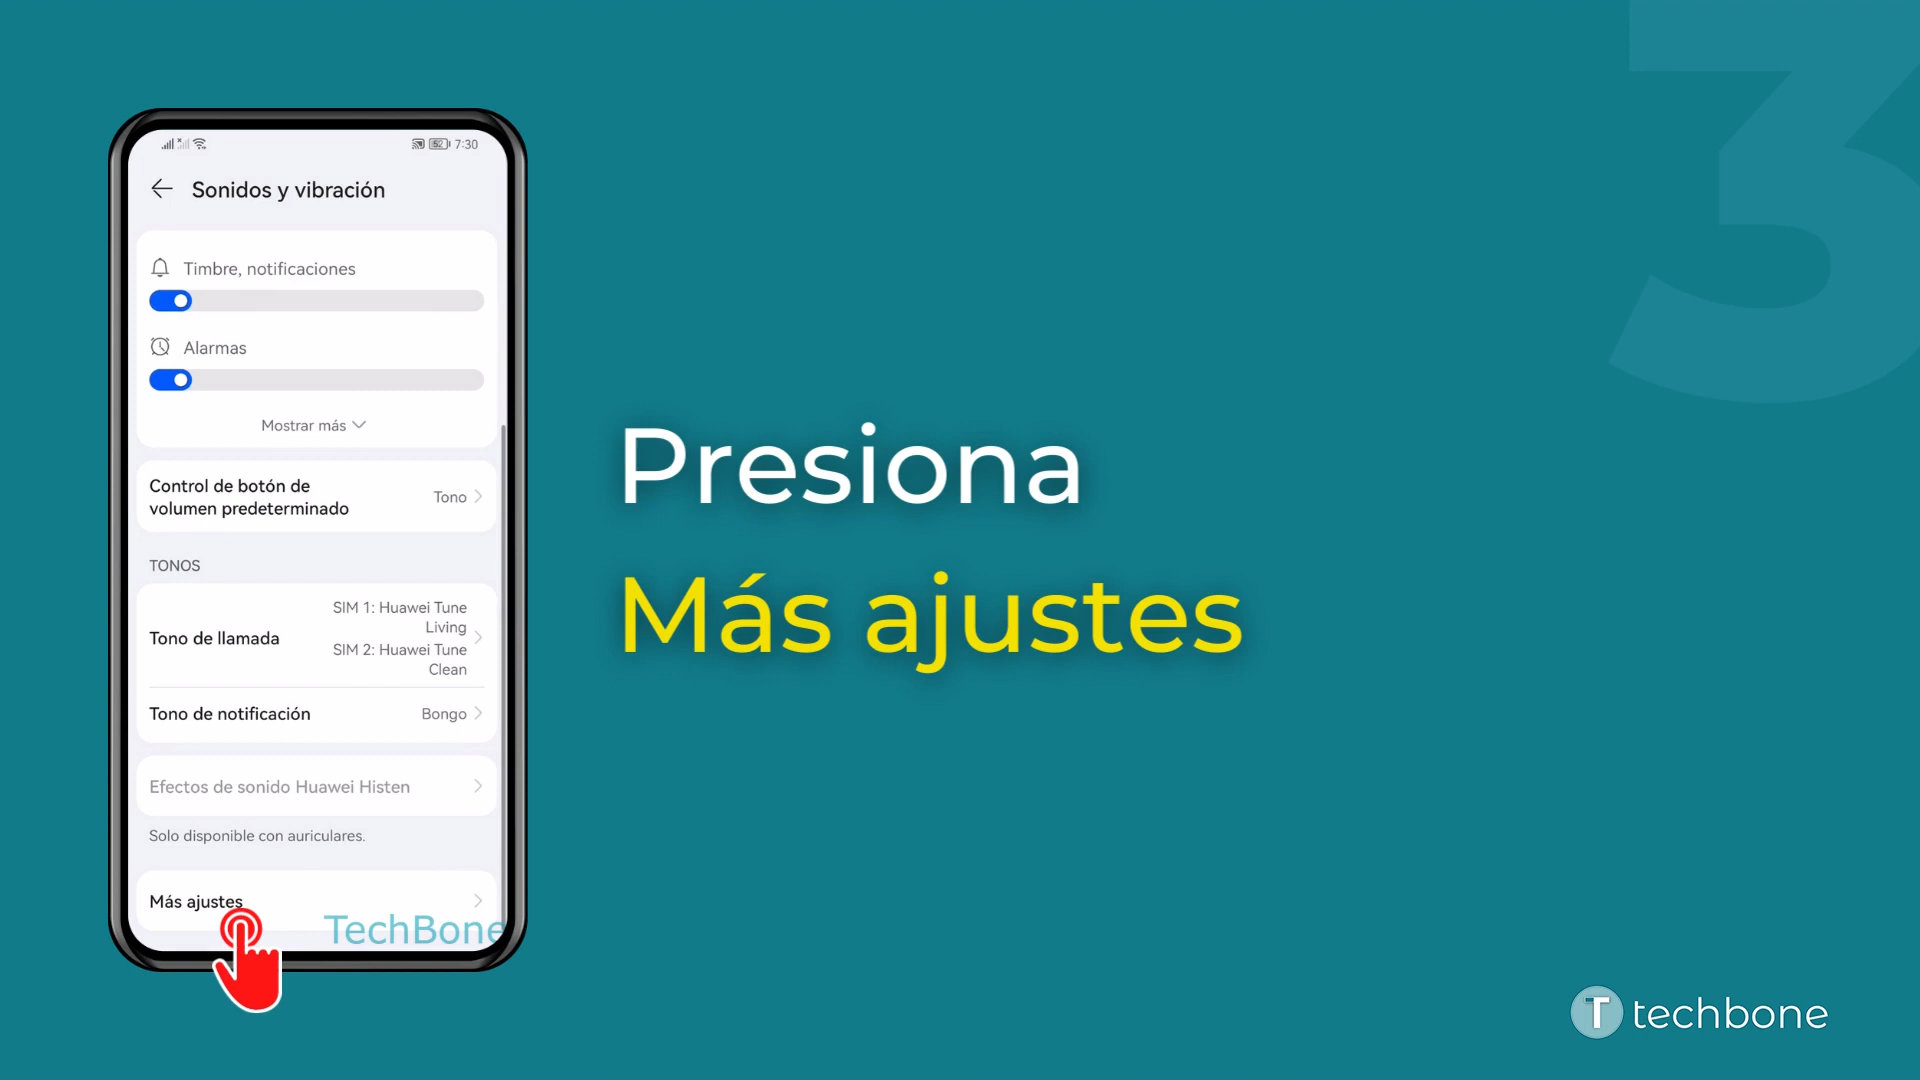 3
52
7:30
Sonidos y vibración
Timbre, notificaciones
Alarmas
Mostrar más
Control de botón de
volumen predeterminado
Tono
TONOS
Tono de llamada
SIM 1: Huawei Tune
Living
SIM 2: Huawei Tune
Clean
Tono de notificación
Bongo
Efectos de sonido Huawei Histen
Solo disponible con auriculares.
Más ajustes
TechBone
Presiona
Más ajustes
T techbone